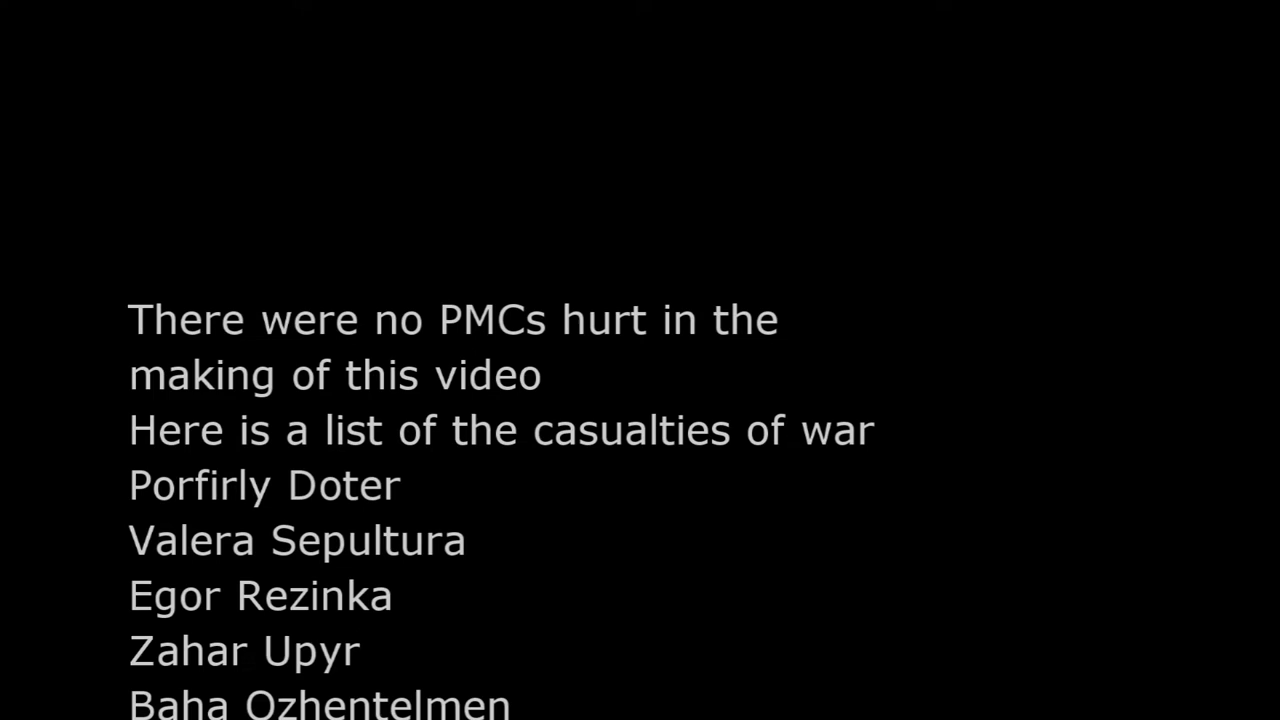 There were no PMCs hurt in the
making of this video
Here is a list of the casualties of war
Porfirly Doter
Valera Sepultura
Egor Rezinka
Zahar Upyr
Baha Ozhentelmen